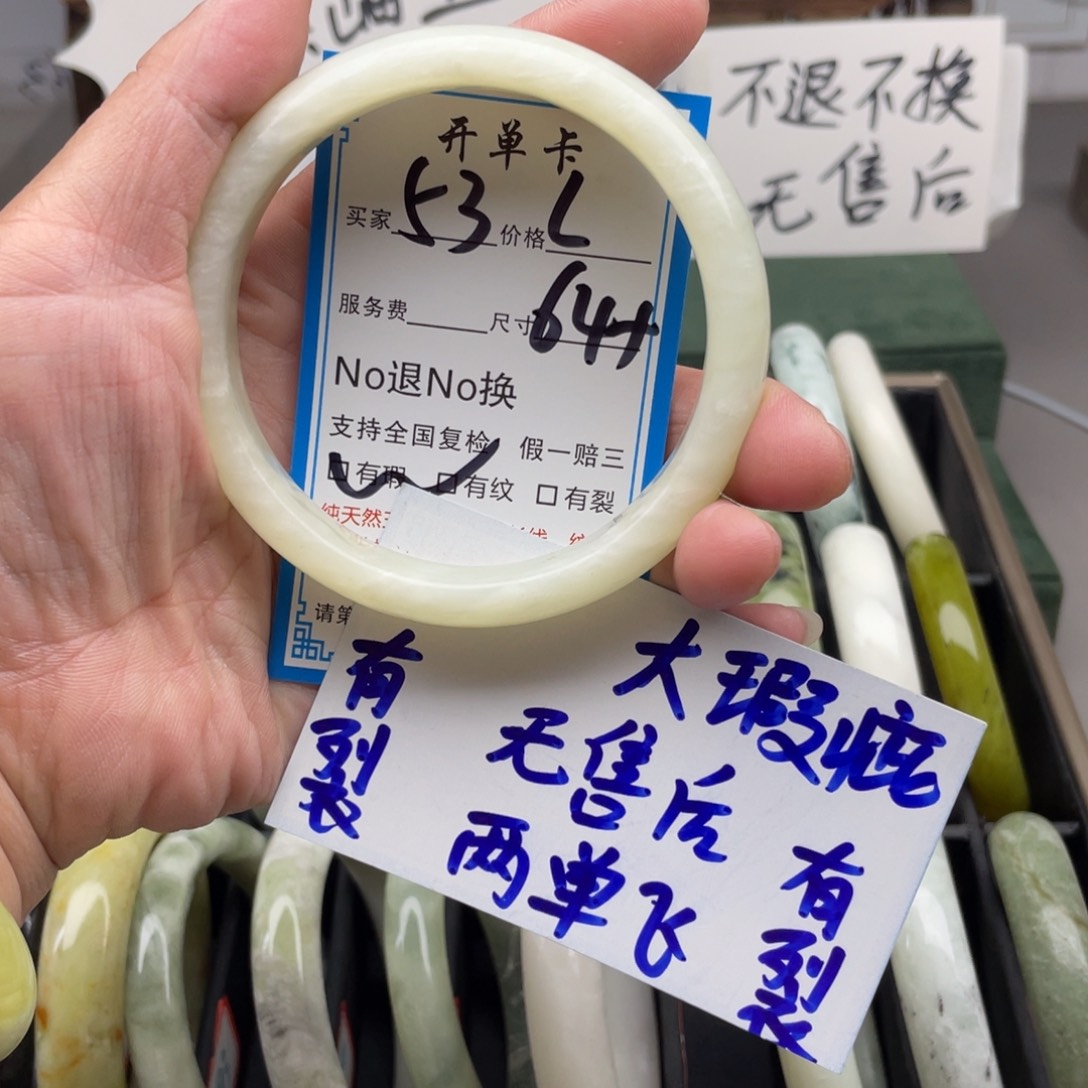 不退不换
无售后
开单卡
买家 53 价格 L
服务费 尺寸 64+
No退No换
支持全国复检 假一赔三
☐有瑕 ☐有纹 ☐有裂
纯天然
请第
有裂
大瑕疵
无售后
两单飞
有裂